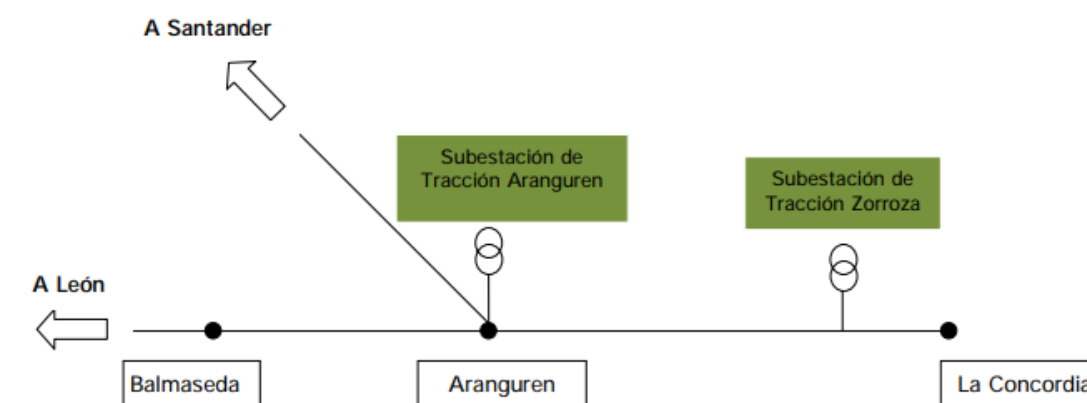 A Santander
Subestación de
Tracción Aranguren
Subestación de
Tracción Zorroza
A León
Balmaseda
Aranguren
La Concordia